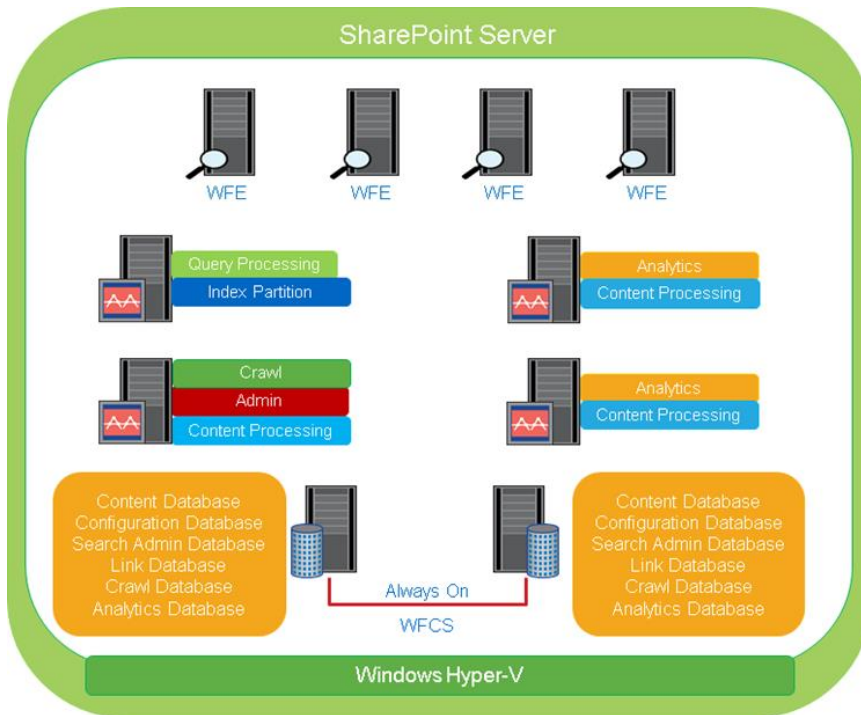 SharePoint Server
WFE
WFE
WFE
WFE
Query Processing
Index Partition
Analytics
Content Processing
Crawl
Admin
Content Processing
Analytics
Content Processing
Content Database
Configuration Database
Search Admin Database
Link Database
Crawl Database
Analytics Database
Always On
WFCS
Content Database
Configuration Database
Search Admin Database
Link Database
Crawl Database
Analytics Database
Windows Hyper-V